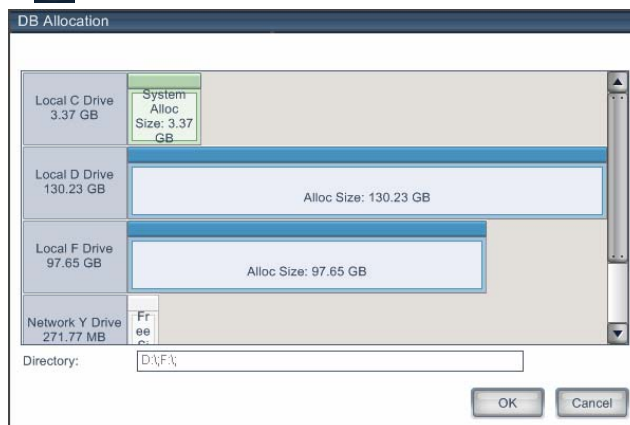 DB Allocation
Local C Drive
3.37 GB
System
Alloc
Size: 3.37
GB
Local D Drive
130.23 GB
Alloc Size: 130.23 GB
Local F Drive
97.65 GB
Alloc Size: 97.65 GB
Network Y Drive
271.77 MB
Fr
ee
Directory:
D:\;F:\;
OK
Cancel